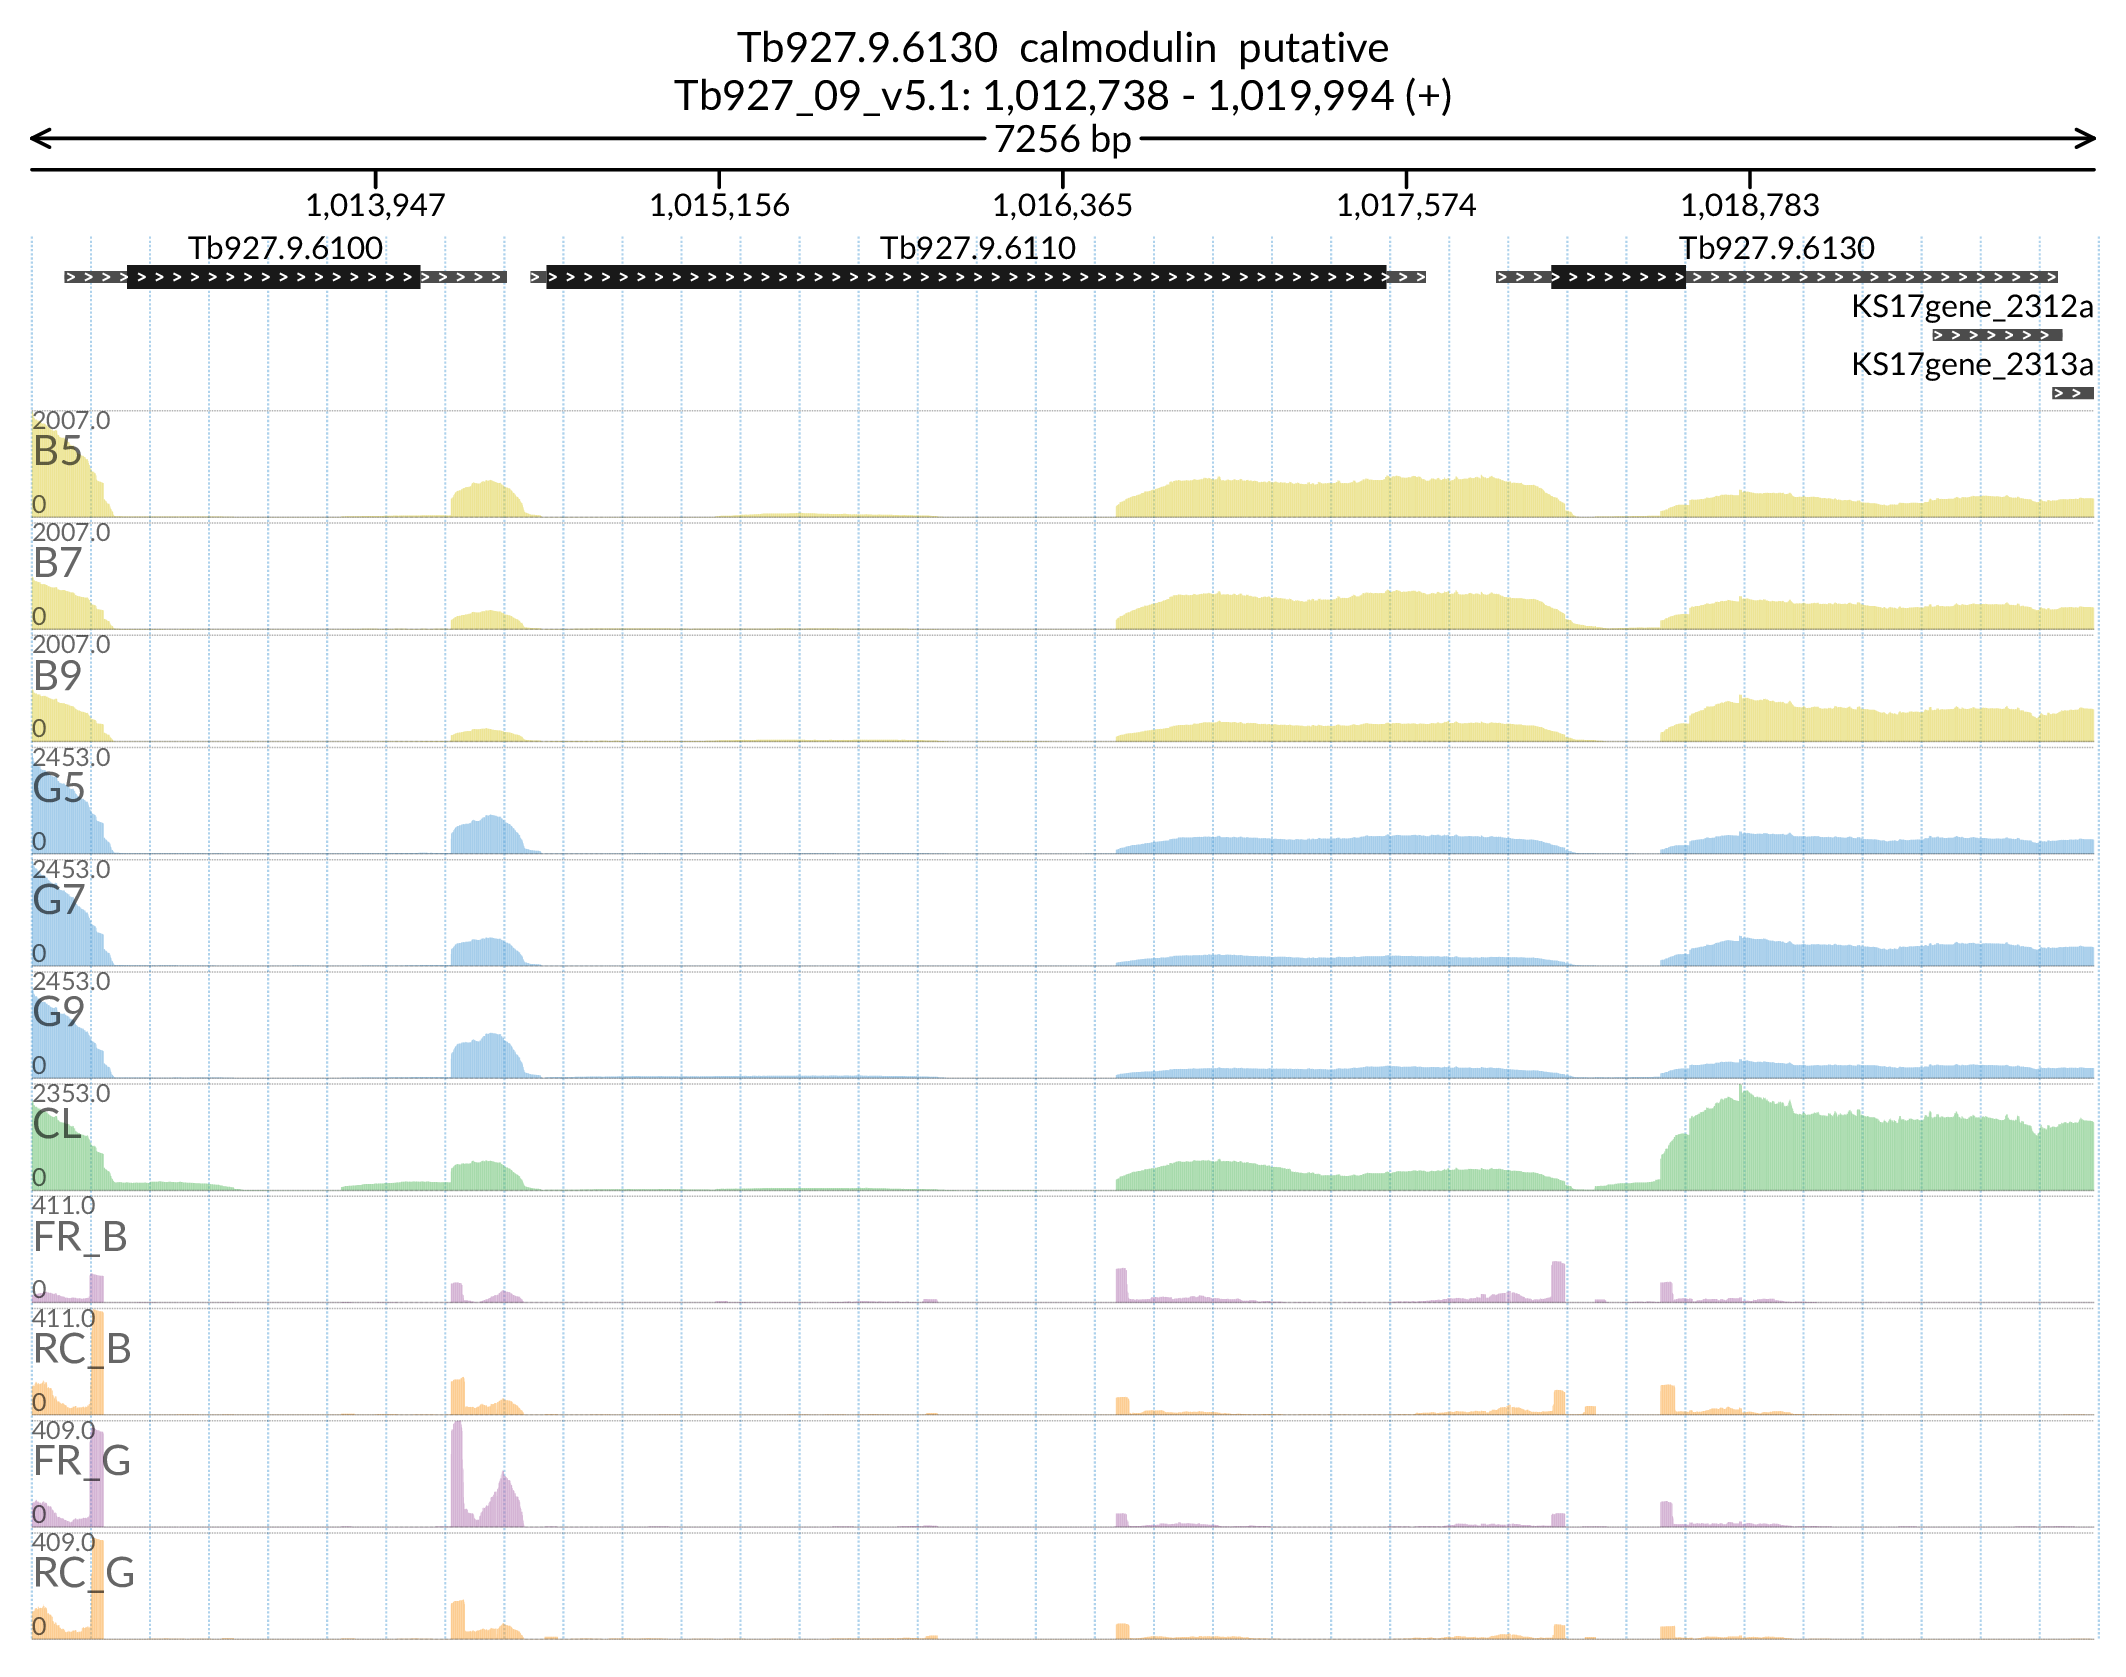 Tb927.9.6130 calmodulin putative
Tb927_09_v5.1: 1,012,738 - 1,019,994 (+)
7256 bp
1,013,947 1,015,156 1,016,365 1,017,574 1,018,783
Tb927.9.6100 Tb927.9.6110 Tb927.9.6130
KS17gene_2312a
KS17gene_2313a
2007.0
B5
0
2007.0
B7
0
2007.0
B9
0
2453.0
G5
0
2453.0
G7
0
2453.0
G9
0
2353.0
CL
0
411.0
FR_B
0
411.0
RC_B
0
409.0
FR_G
0
409.0
RC_G
0